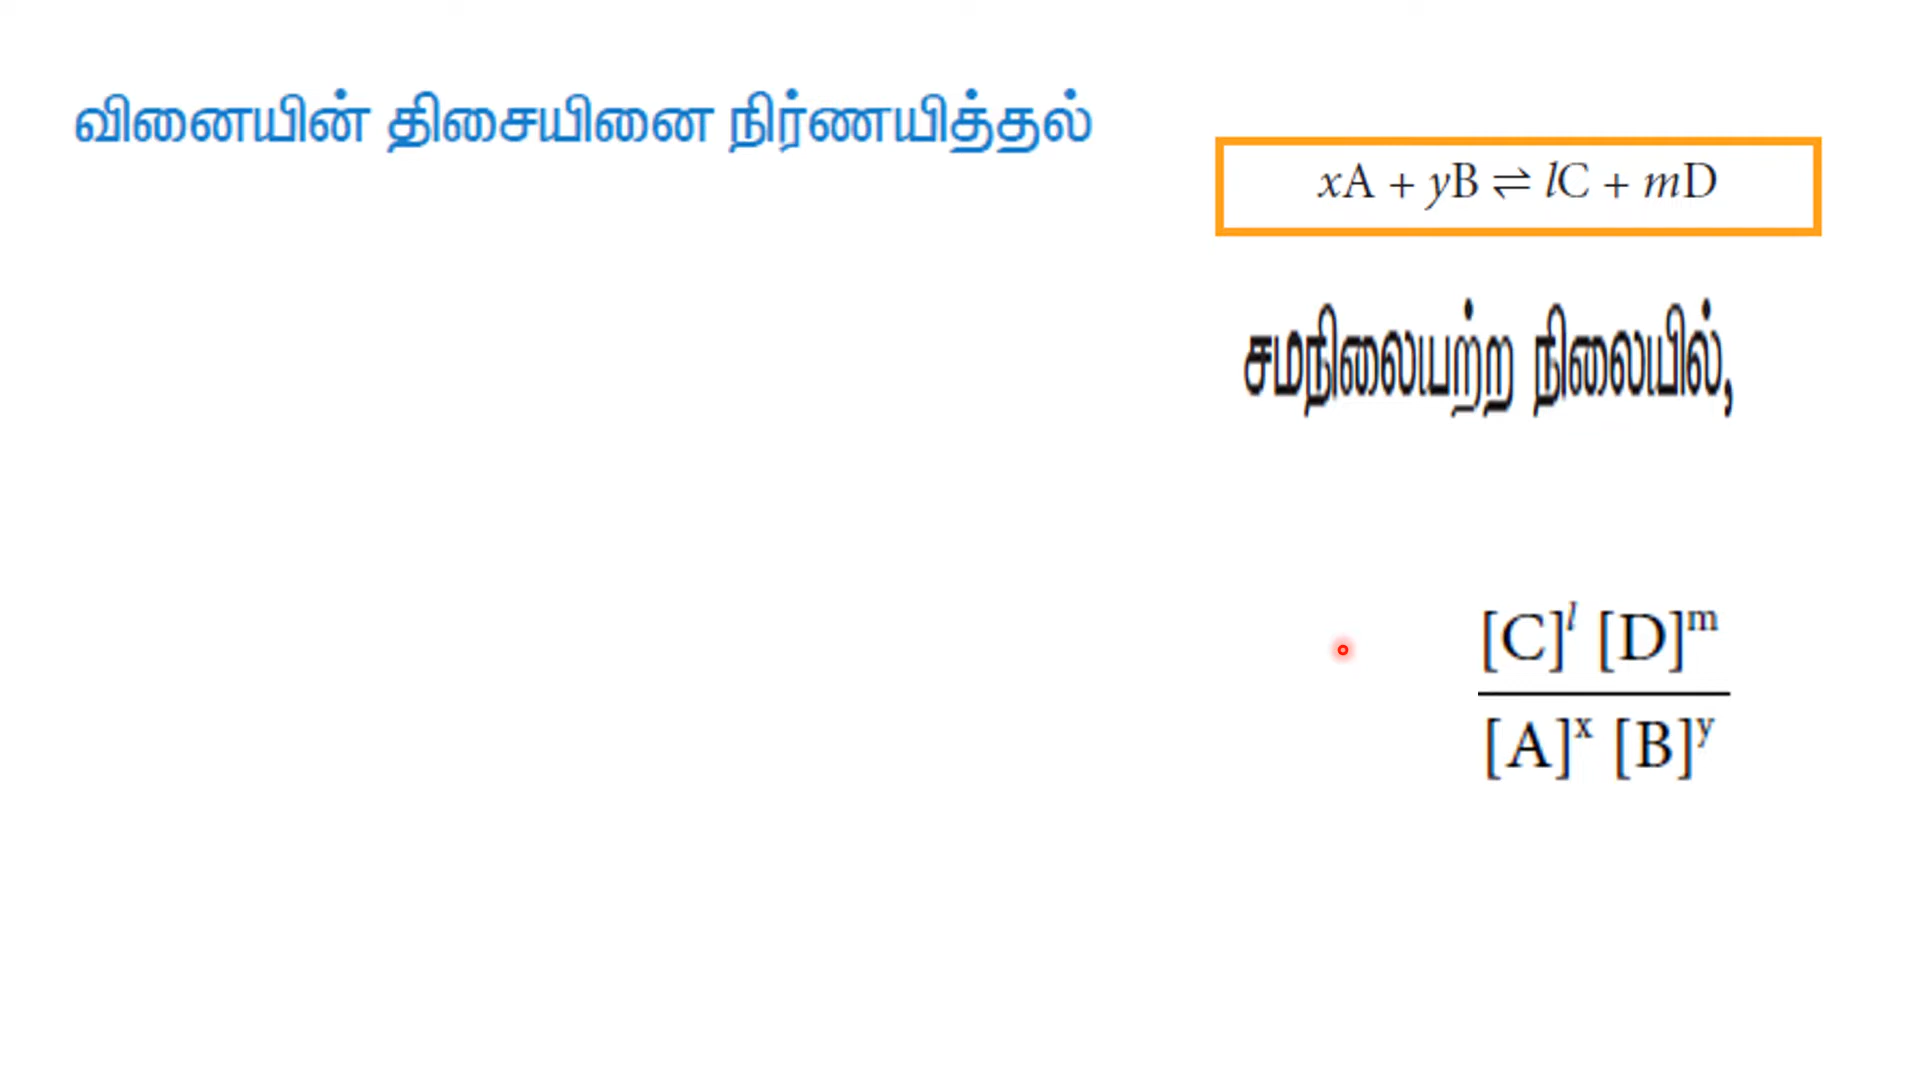 வினையின் திசையினை நிர்ணயித்தல்
xA + yB ⇌ lC + mD
சமநிலையற்ற நிலையில்,
[C]^l [D]^m
[A]^x [B]^y